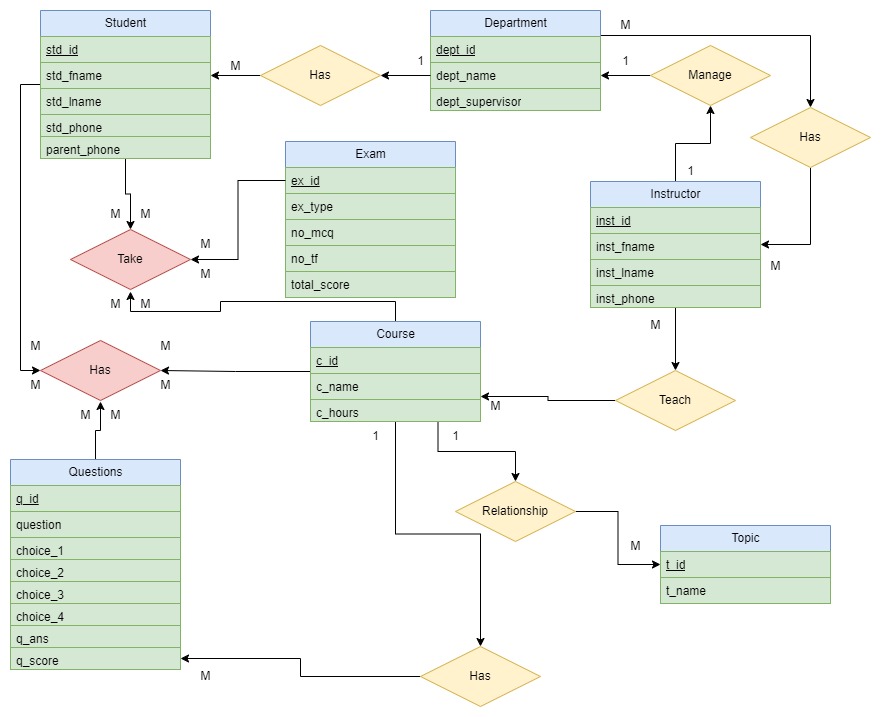 Student
std_id
std_fname
std_lname
std_phone
parent_phone
M
Has
1
Department
dept_id
dept_name
dept_supervisor
M
1
Manage
1
Has
M
Instructor
inst_id
inst_fname
inst_lname
inst_phone
M
Exam
ex_id
ex_type
no_mcq
no_tf
total_score
M
M
M
M
Take
M
M
Course
c_id
c_name
c_hours
M
Teach
M
M
M
M
Has
M
M
1
1
Relationship
M
Topic
t_id
t_name
Questions
q_id
question
choice_1
choice_2
choice_3
choice_4
q_ans
q_score
M
Has